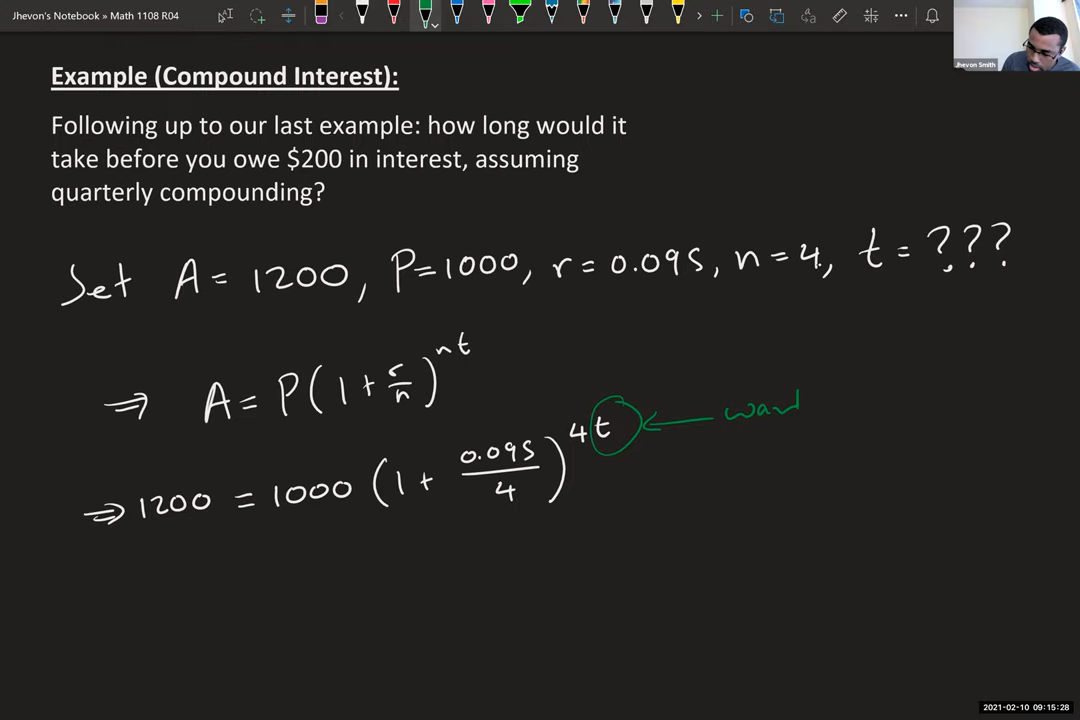 Jhevon's Notebook » Math 1108 R04
Jhevon Smith
Example (Compound Interest):
Following up to our last example: how long would it
take before you owe $200 in interest, assuming
quarterly compounding?
Set A = 1200, P=1000, r = 0.095, n = 4, t = ???
⇒ A = P(1 + r/n)^nt
⇒ 1200 = 1000 (1 + 0.095/4)^4t ← wan
2021-02-10 09:15:28